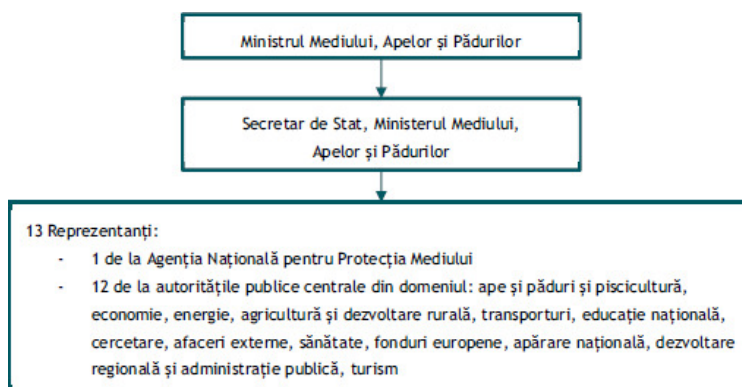 Ministrul Mediului, Apelor și Pădurilor
Secretar de Stat, Ministerul Mediului,
Apelor și Pădurilor
13 Reprezentanți:
- 1 de la Agenția Națională pentru Protecția Mediului
- 12 de la autoritățile publice centrale din domeniul: ape și păduri și piscicultură,
economie, energie, agricultură și dezvoltare rurală, transporturi, educație națională,
cercetare, afaceri externe, sănătate, fonduri europene, apărare națională, dezvoltare
regională și administrație publică, turism